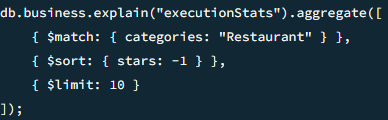 db.business.explain("executionStats").aggregate([
    { $match: { categories: "Restaurant" } },
    { $sort: { stars: -1 } },
    { $limit: 10 }
]);